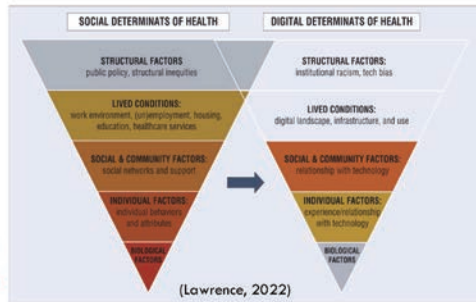 SOCIAL DETERMINATS OF HEALTH
STRUCTURAL FACTORS
public policy, structural inequities
LIVED CONDITIONS:
work environment, (un)employment, housing,
education, healthcare services
SOCIAL & COMMUNITY FACTORS:
social networks and support
INDIVIDUAL FACTORS:
individual behaviors
and attributes
BIOLOGICAL
FACTORS
DIGITAL DETERMINATS OF HEALTH
STRUCTURAL FACTORS:
institutional racism, tech bias
LIVED CONDITIONS:
digital landscape, infrastructure, and use
SOCIAL & COMMUNITY FACTORS:
relationship with technology
INDIVIDUAL FACTORS:
experience/relationship
with technology
BIOLOGICAL
FACTORS
(Lawrence, 2022)